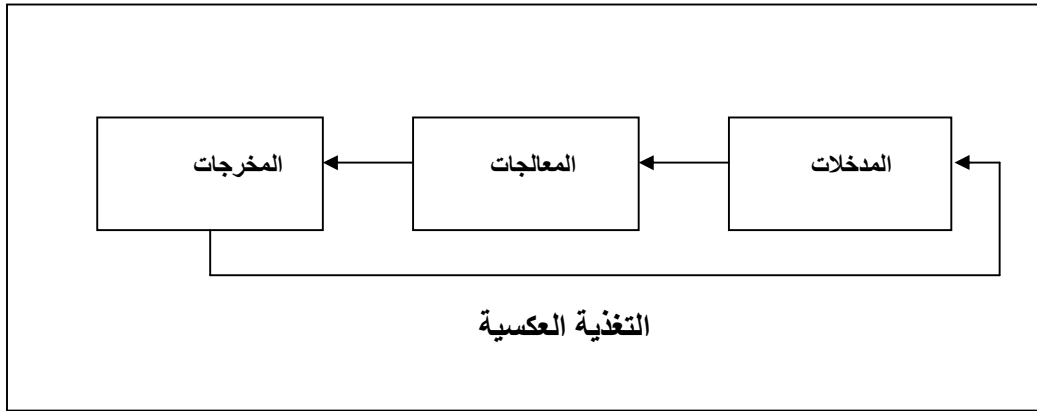 المدخلات
المعالجات
المخرجات
التغذية العكسية